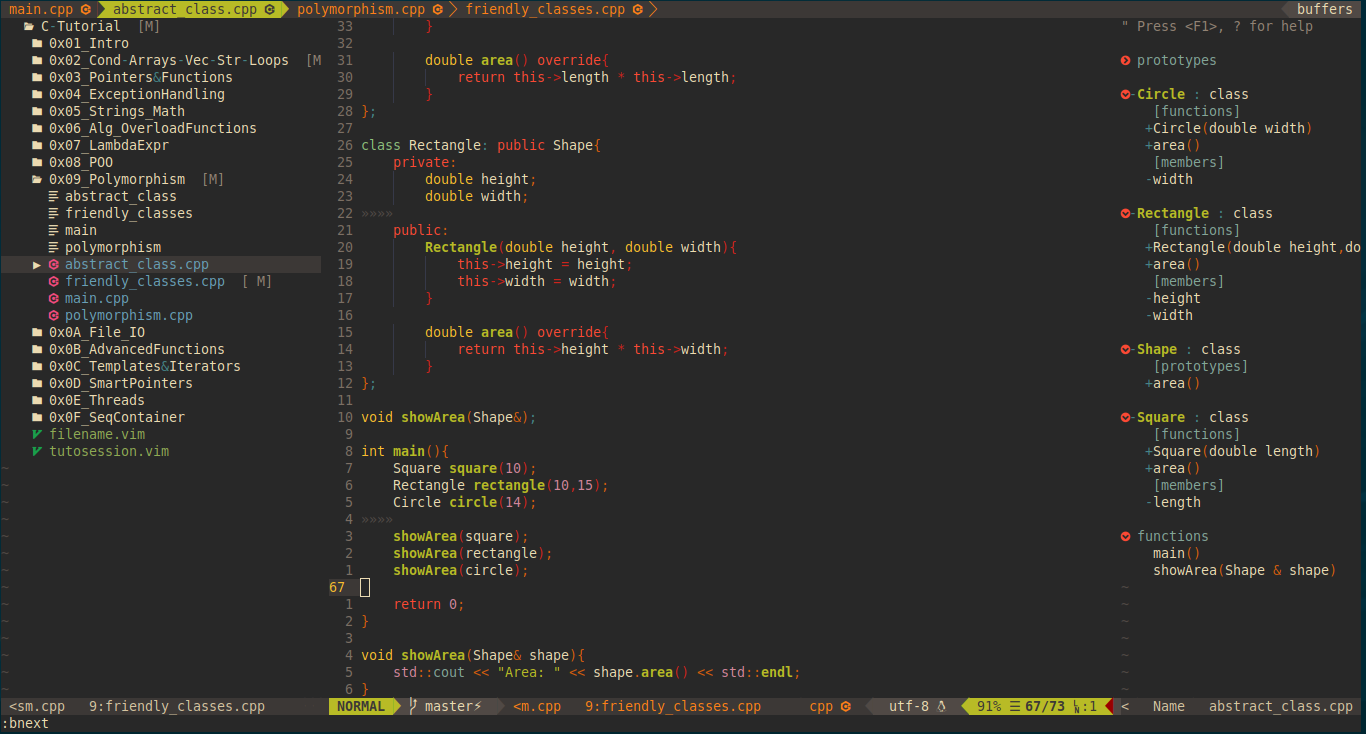 main.cpp abstract_class.cpp polymorphism.cpp friendly_classes.cpp buffers
C-Tutorial [M]
0x01_Intro
0x02_Cond-Arrays-Vec-Str-Loops [M
0x03_Pointers&Functions
0x04_ExceptionHandling
0x05_Strings_Math
0x06_Alg_OverloadFunctions
0x07_LambdaExpr
0x08_POO
0x09_Polymorphism [M]
abstract_class
friendly_classes
main
polymorphism
▶ abstract_class.cpp
friendly_classes.cpp [ M]
main.cpp
polymorphism.cpp
0x0A_File_IO
0x0B_AdvancedFunctions
0x0C_Templates&Iterators
0x0D_SmartPointers
0x0E_Threads
0x0F_SeqContainer
filename.vim
tutosession.vim
33 }
32
31 double area() override{
30 return this->length * this->length;
29 }
28 };
27
26 class Rectangle: public Shape{
25 private:
24 double height;
23 double width;
22 »»»»
21 public:
20 Rectangle(double height, double width){
19 this->height = height;
18 this->width = width;
17 }
16
15 double area() override{
14 return this->height * this->width;
13 }
12 };
11
10 void showArea(Shape&);
9
8 int main(){
7 Square square(10);
6 Rectangle rectangle(10,15);
5 Circle circle(14);
4 »»»»
3 showArea(square);
2 showArea(rectangle);
1 showArea(circle);
67
1 return 0;
2 }
3
4 void showArea(Shape& shape){
5 std::cout << "Area: " << shape.area() << std::endl;
6 }
" Press <F1>, ? for help
prototypes
-Circle : class
[functions]
+Circle(double width)
+area()
[members]
-width
-Rectangle : class
[functions]
+Rectangle(double height,do
+area()
[members]
-height
-width
-Shape : class
[prototypes]
+area()
-Square : class
[functions]
+Square(double length)
+area()
[members]
-length
functions
main()
showArea(Shape & shape)
<sm.cpp 9:friendly_classes.cpp NORMAL master⚡ <m.cpp 9:friendly_classes.cpp cpp utf-8 91% ☰ 67/73 :1 < Name abstract_class.cpp
:bnext